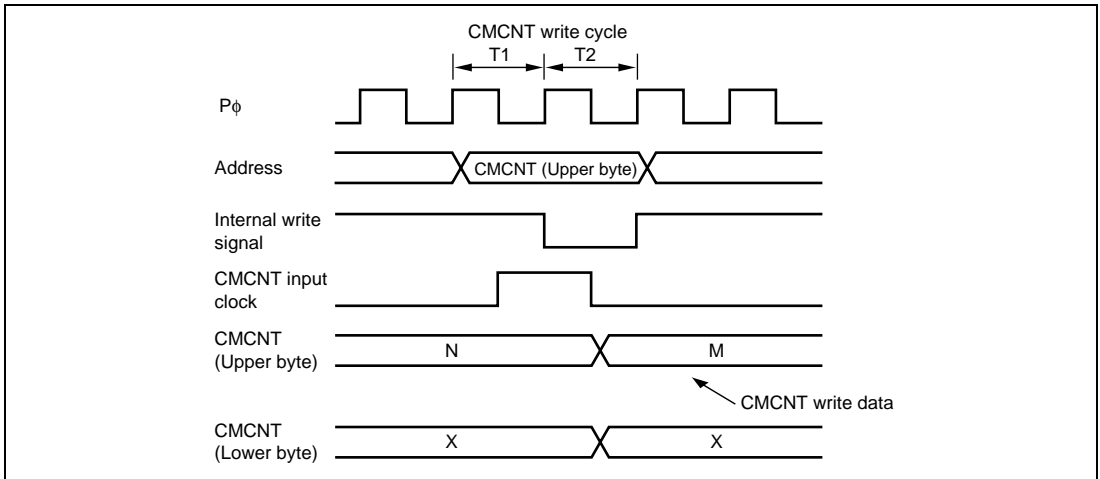 CMCNT write cycle
T1 T2
Pφ
Address
CMCNT (Upper byte)
Internal write
signal
CMCNT input
clock
CMCNT
(Upper byte)
N M
CMCNT write data
CMCNT
(Lower byte)
X X